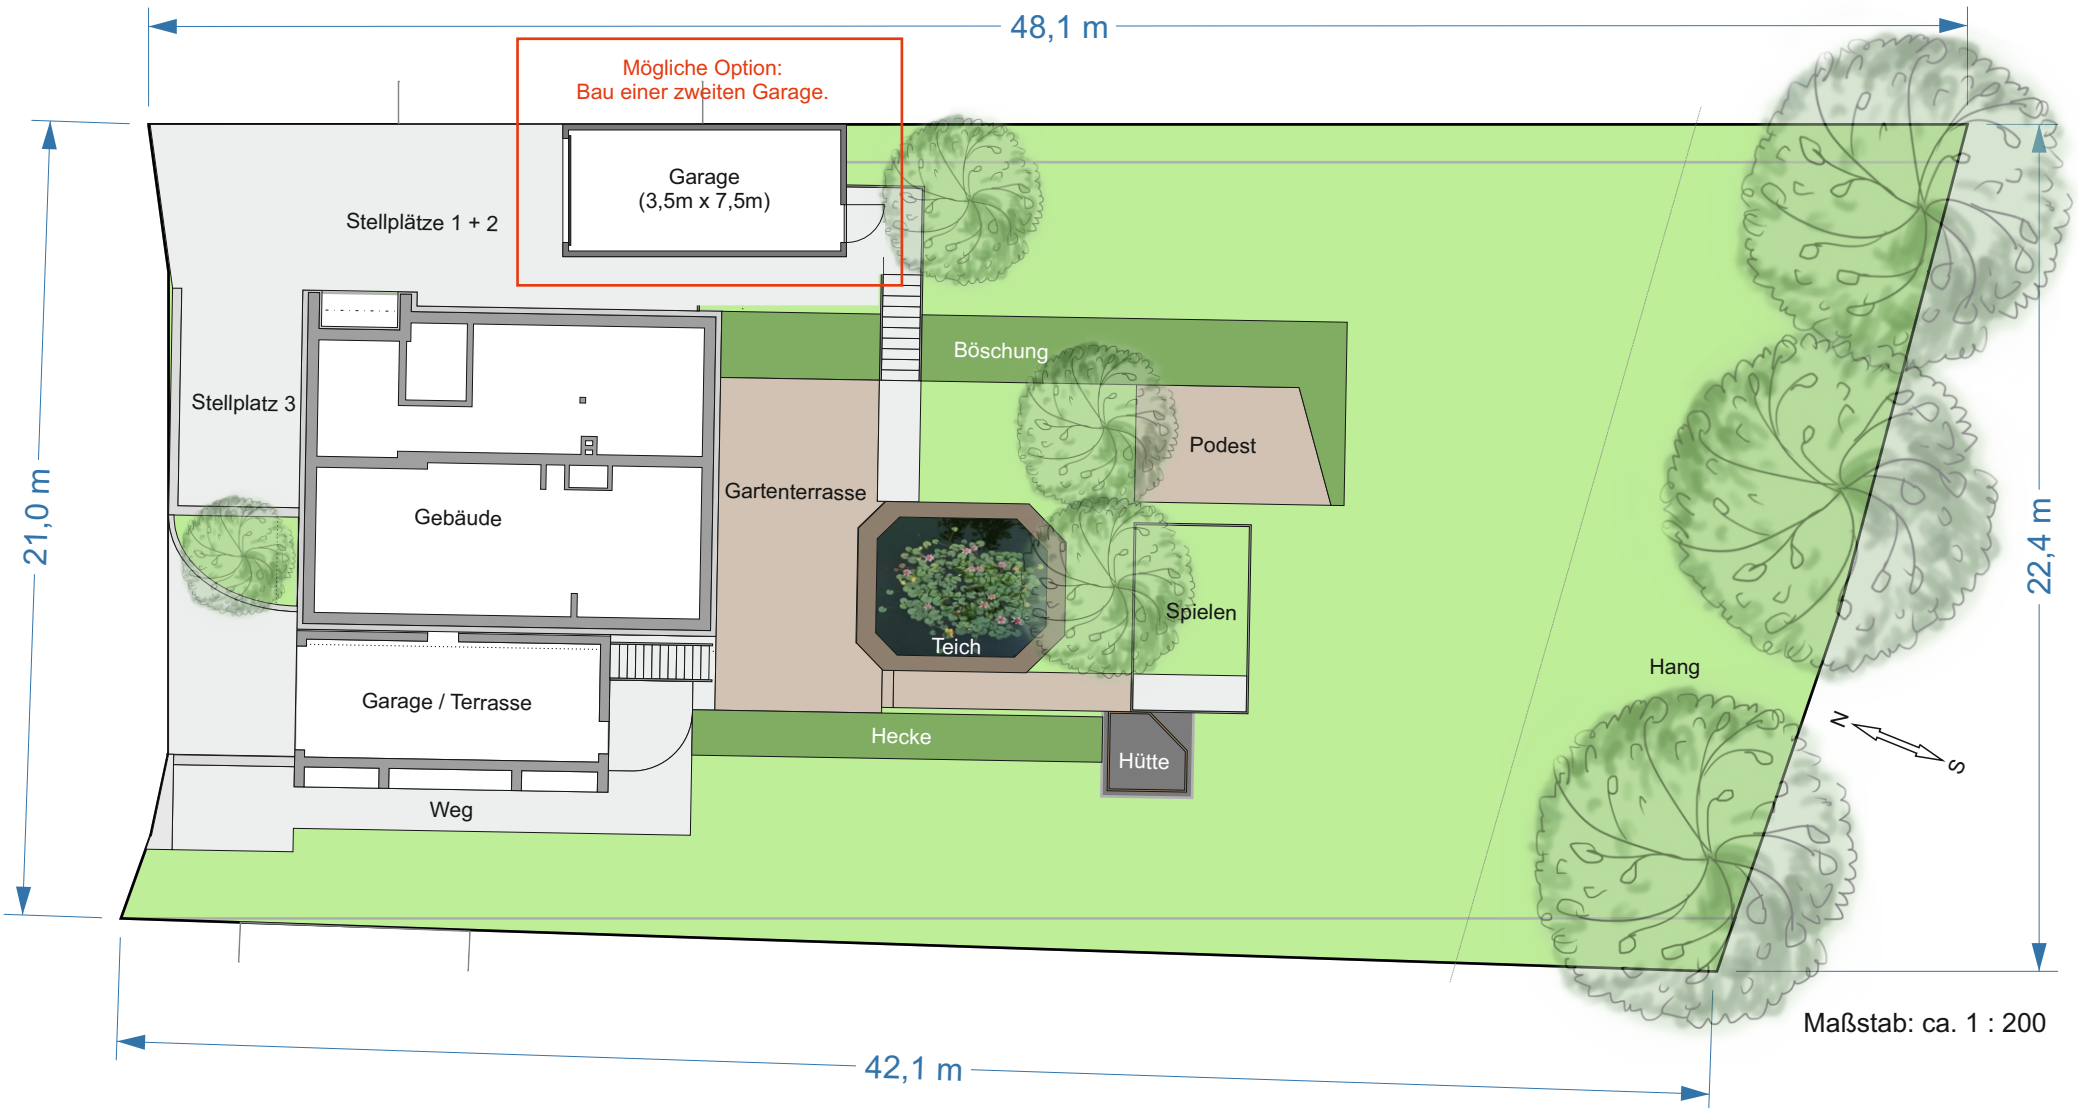 48,1 m
Mögliche Option:
Bau einer zweiten Garage.
Garage
(3,5m x 7,5m)
Stellplätze 1 + 2
Böschung
Stellplatz 3
Podest
Gartenterrasse
Gebäude
21,0 m
22,4 m
Spielen
Teich
Hang
Garage / Terrasse
N
S
Hecke
Hütte
Weg
Maßstab: ca. 1 : 200
42,1 m